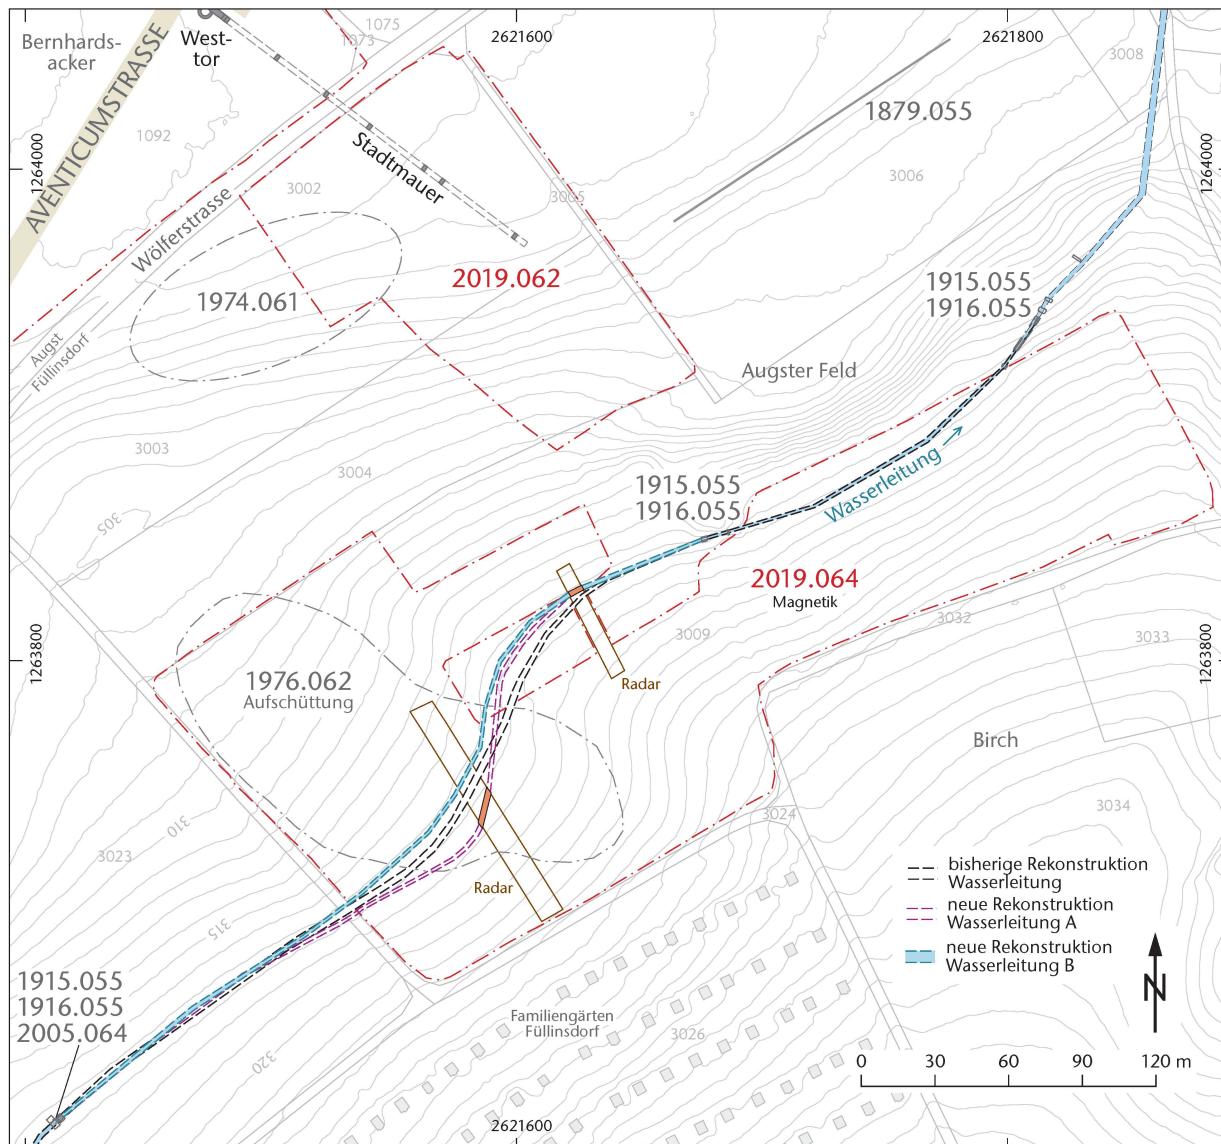 Bernhards-
acker
West-
tor
1075
1073
2621600
2621800
3008
1879.055
AVENTICUMSTRASSE
1092
Stadtmauer
1264000
1264000
3002
3005
3006
Wölferstrasse
2019.062
1974.061
1915.055
1916.055
Augst
Füllinsdorf
Augster Feld
3003
3004
305
1915.055
1916.055
Wasserleitung
2019.064
Magnetik
3009
3032
3033
1263800
1263800
1976.062
Aufschüttung
Radar
Birch
310
3023
3024
3034
Radar
315
bisherige Rekonstruktion
Wasserleitung
neue Rekonstruktion
Wasserleitung A
neue Rekonstruktion
Wasserleitung B
1915.055
1916.055
2005.064
N
Familiengärten
Füllinsdorf
3026
320
0 30 60 90 120 m
2621600